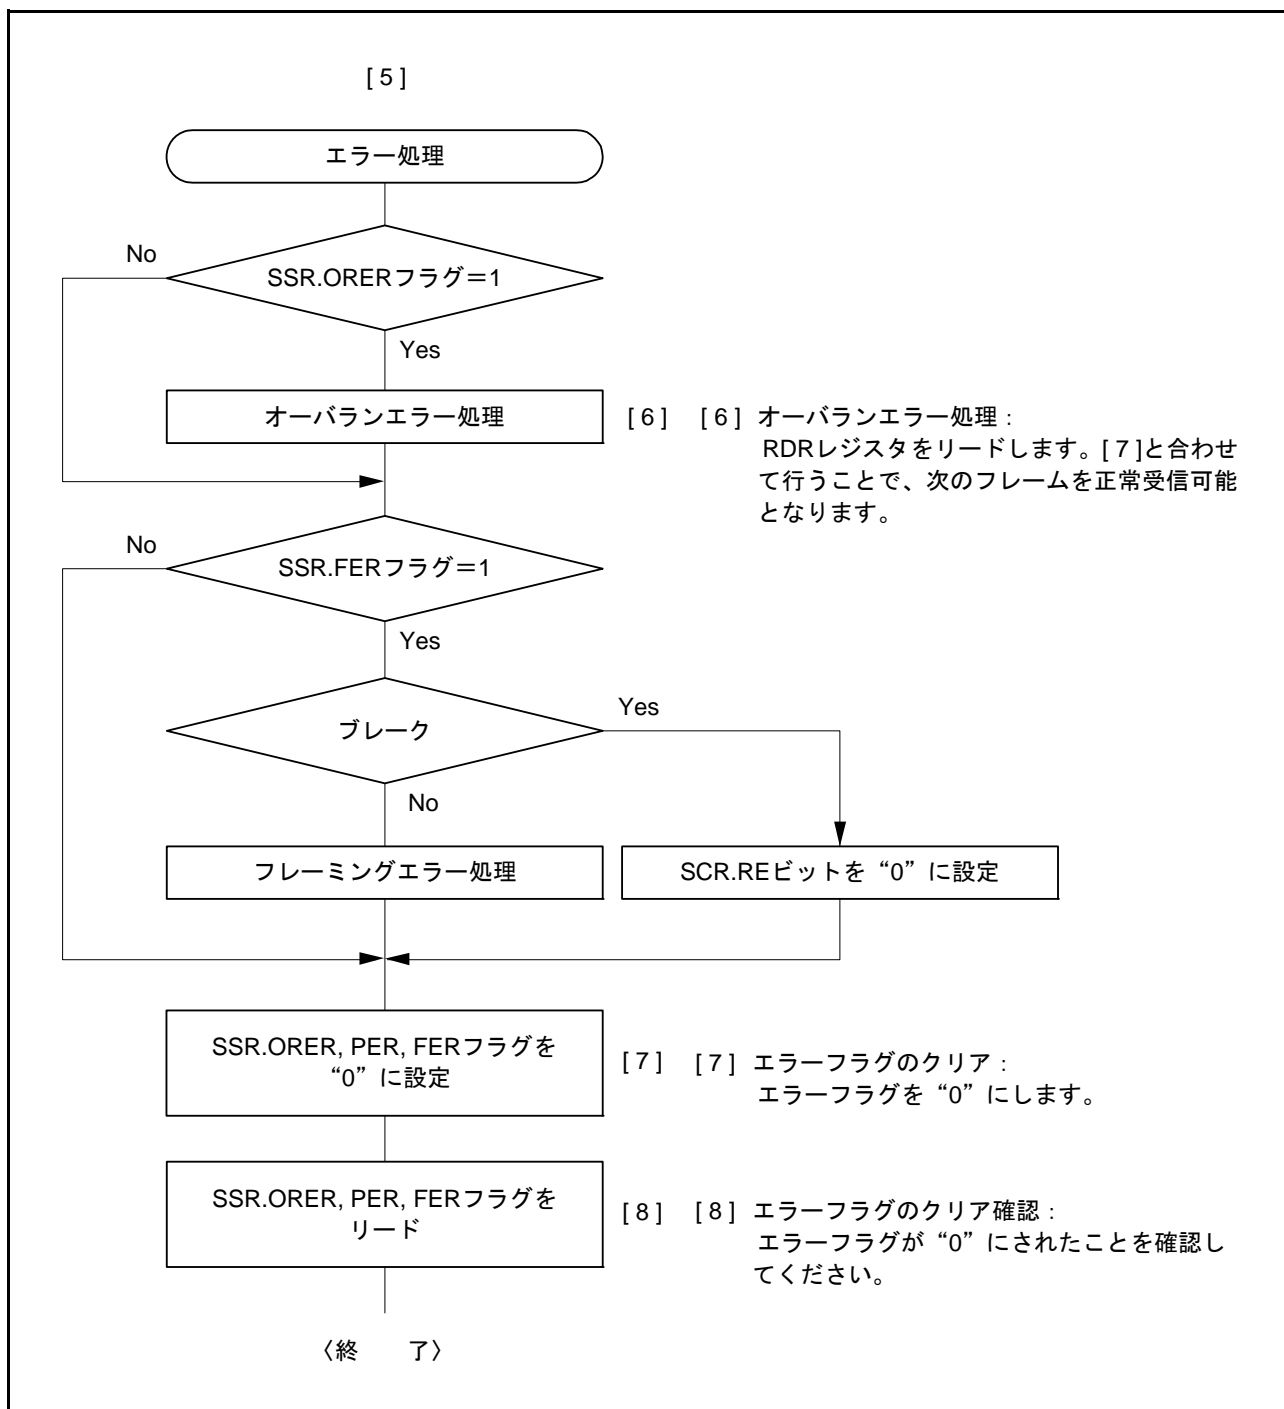 [ 5 ]
エラー処理
No
SSR.ORERフラグ＝1
Yes
オーバランエラー処理
[ 6 ]
[ 6 ] オーバランエラー処理：
RDRレジスタをリードします。[ 7 ]と合わせ
て行うことで、次のフレームを正常受信可能
となります。
No
SSR.FERフラグ＝1
Yes
ブレーク
Yes
No
フレーミングエラー処理
SCR.REビットを“0”に設定
SSR.ORER, PER, FERフラグを
“0”に設定
[ 7 ]
[ 7 ] エラーフラグのクリア：
エラーフラグを“0”にします。
SSR.ORER, PER, FERフラグを
リード
[ 8 ]
[ 8 ] エラーフラグのクリア確認：
エラーフラグが“0”にされたことを確認し
てください。
〈終　了〉